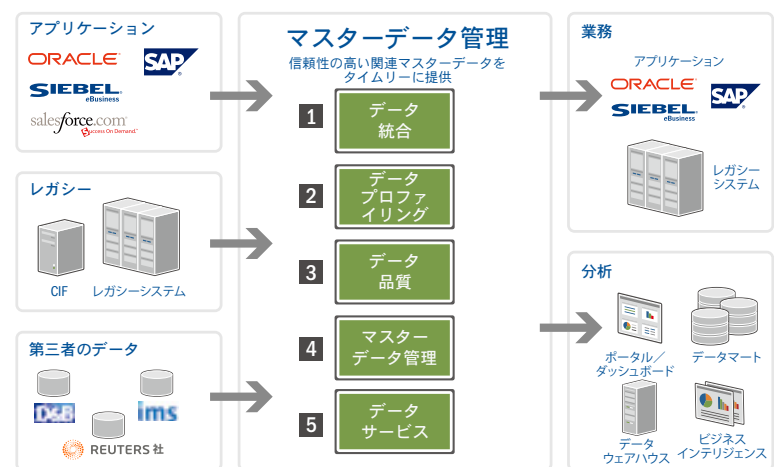 アプリケーション
ORACLE®
SAP®
SIEBEL®
eBusiness
salesforce.com™
Success On Demand.™
レガシー
CIF
レガシーシステム
第三者のデータ
D&B
ims
REUTERS 社
マスターデータ管理
信頼性の高い関連マスターデータを
タイムリーに提供
1
データ
統合
2
データ
プロファ
イリング
3
データ
品質
4
マスター
データ管理
5
データ
サービス
業務
アプリケーション
ORACLE®
SIEBEL®
eBusiness
SAP®
レガシー
システム
分析
ポータル／
ダッシュボード
データマート
データ
ウェアハウス
ビジネス
インテリジェンス